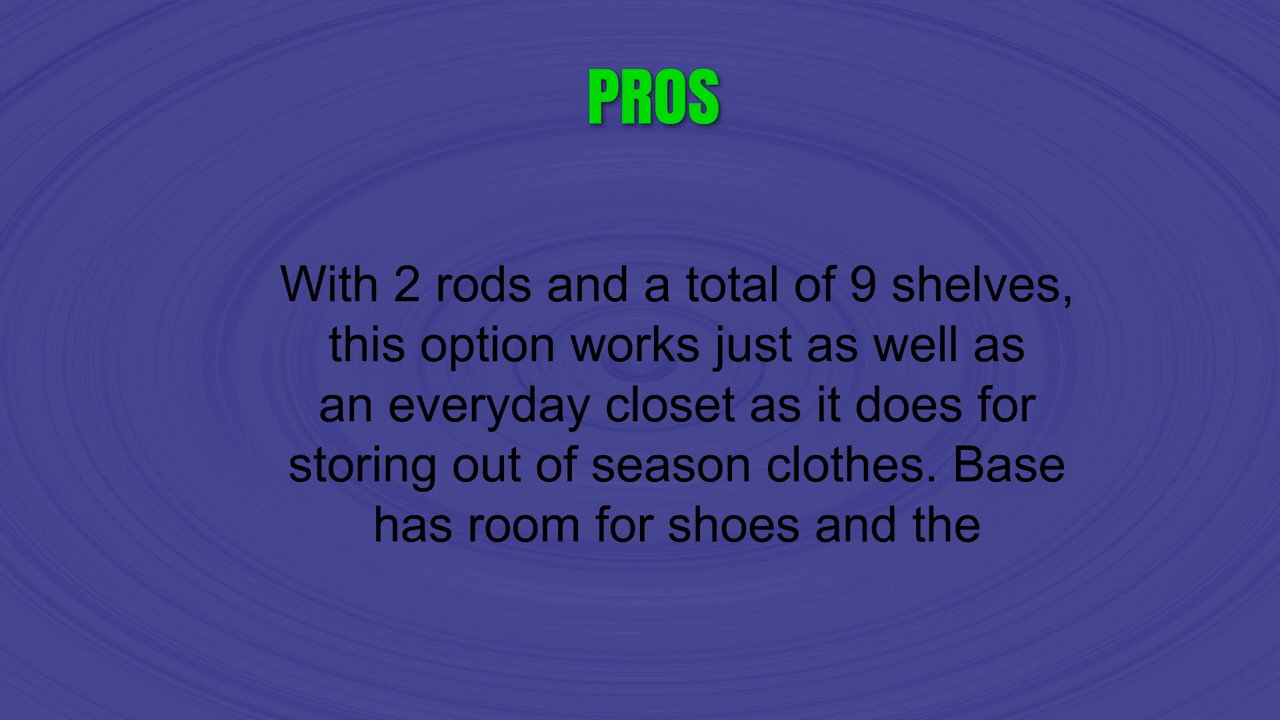 PROS
With 2 rods and a total of 9 shelves,
this option works just as well as
an everyday closet as it does for
storing out of season clothes. Base
has room for shoes and the